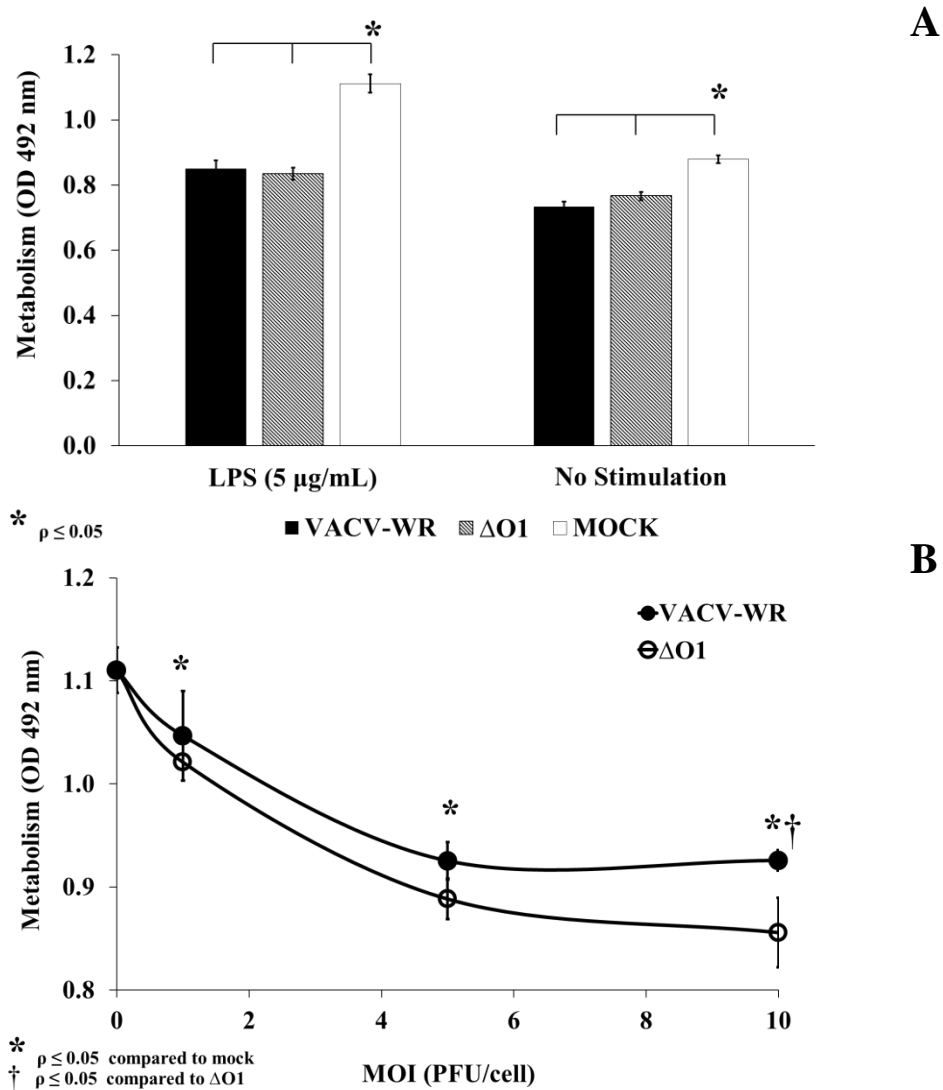 A
*
*
1.2
1.0
0.8
0.6
0.4
0.2
0.0
Metabolism (OD 492 nm)
LPS (5 µg/mL) No Stimulation
* ρ ≤ 0.05
VACV-WR ΔO1 MOCK
B
1.2
1.1
1.0
0.9
0.8
Metabolism (OD 492 nm)
VACV-WR
ΔO1
*
*
*†
0 2 4 6 8 10
MOI (PFU/cell)
* ρ ≤ 0.05 compared to mock
† ρ ≤ 0.05 compared to ΔO1